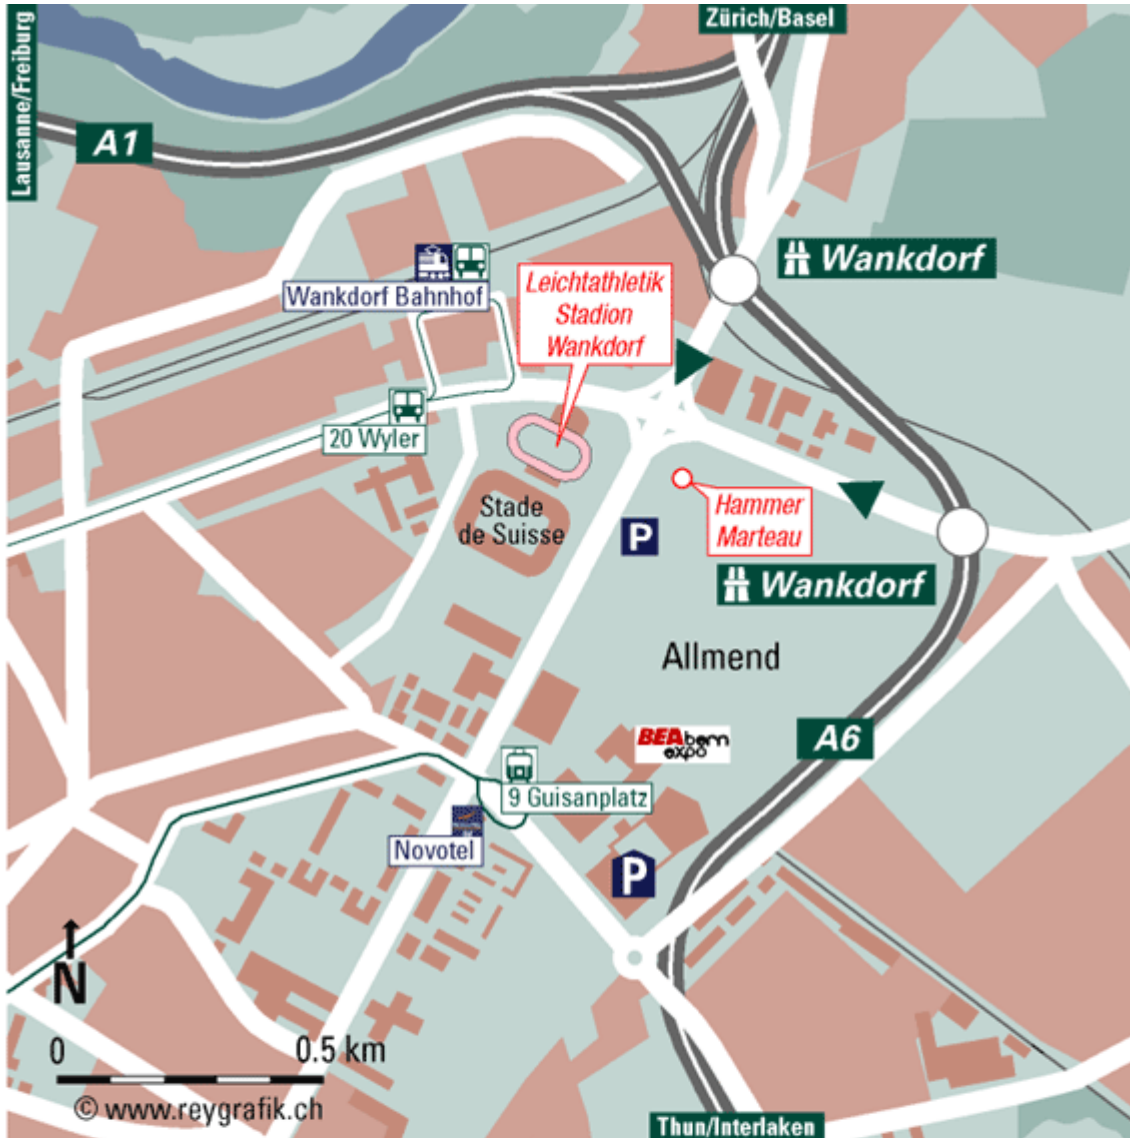 Zürich/Basel
Lausanne/Freiburg
A1
Wankdorf
Wankdorf Bahnhof
Leichtathletik
Stadion
Wankdorf
20 Wyler
Stade
de Suisse
P
Hammer
Marteau
Wankdorf
Allmend
A6
BEA bern
expo
9 Guisanplatz
Novotel
P
N
0 0.5 km
© www.reygrafik.ch
Thun/Interlaken